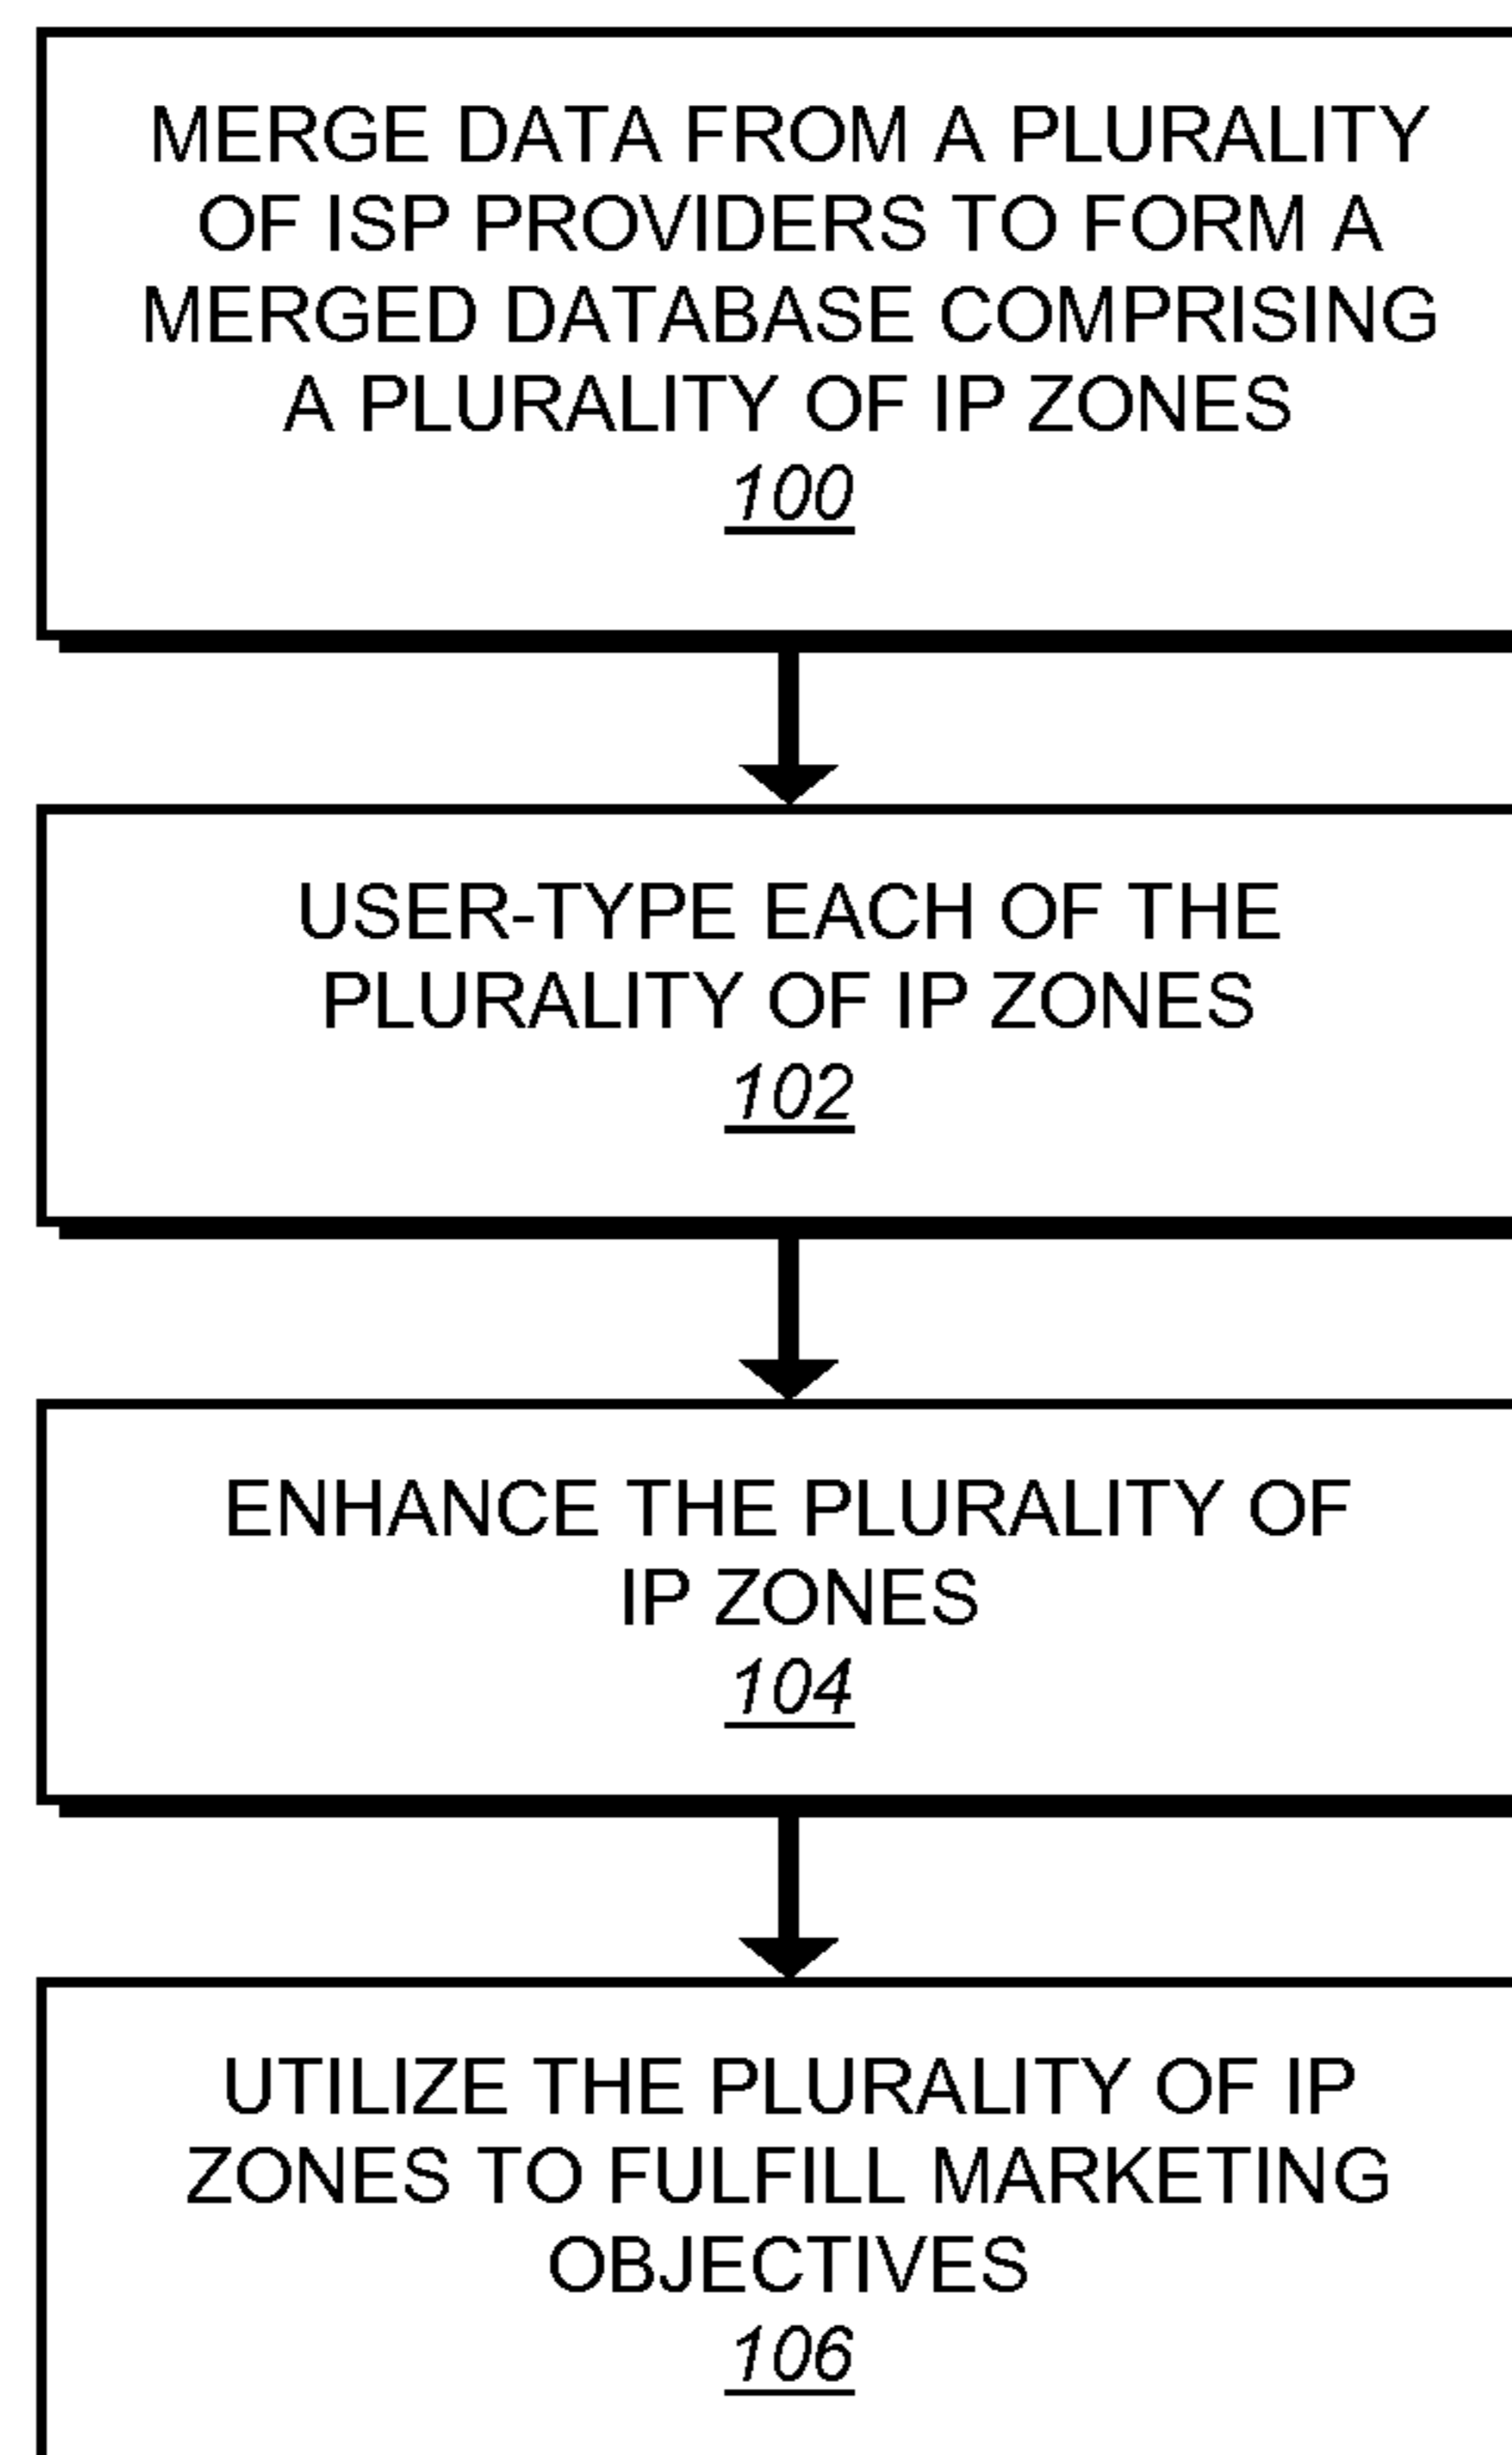 MERGE DATA FROM A PLURALITY
OF ISP PROVIDERS TO FORM A
MERGED DATABASE COMPRISING
A PLURALITY OF IP ZONES
100
USER-TYPE EACH OF THE
PLURALITY OF IP ZONES
102
ENHANCE THE PLURALITY OF
IP ZONES
104
UTILIZE THE PLURALITY OF IP
ZONES TO FULFILL MARKETING
OBJECTIVES
106